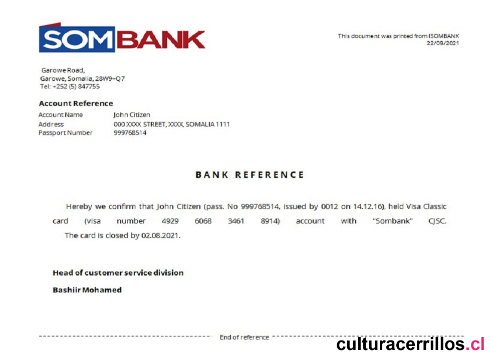 SOMBANK
This document was printed from ISOMBANK
22/09/2021
Garowe Road,
Garowe, Somalia, 28W9+Q7
Tel: +252 (5) 847755
Account Reference
Account Name John Citizen
Address 000 XXXX STREET, XXXX, SOMALIA 1111
Passport Number 999768514
BANK REFERENCE
Hereby we confirm that John Citizen (pass. No 999768514, issued by 0012 on 14.12.16), held Visa Classic
card (visa number 4929 6068 3461 8914) account with "Sombank" CJSC.
The card is closed by 02.08.2021.
Head of customer service division
Bashiir Mohamed
End of reference
culturacerrillos.cl